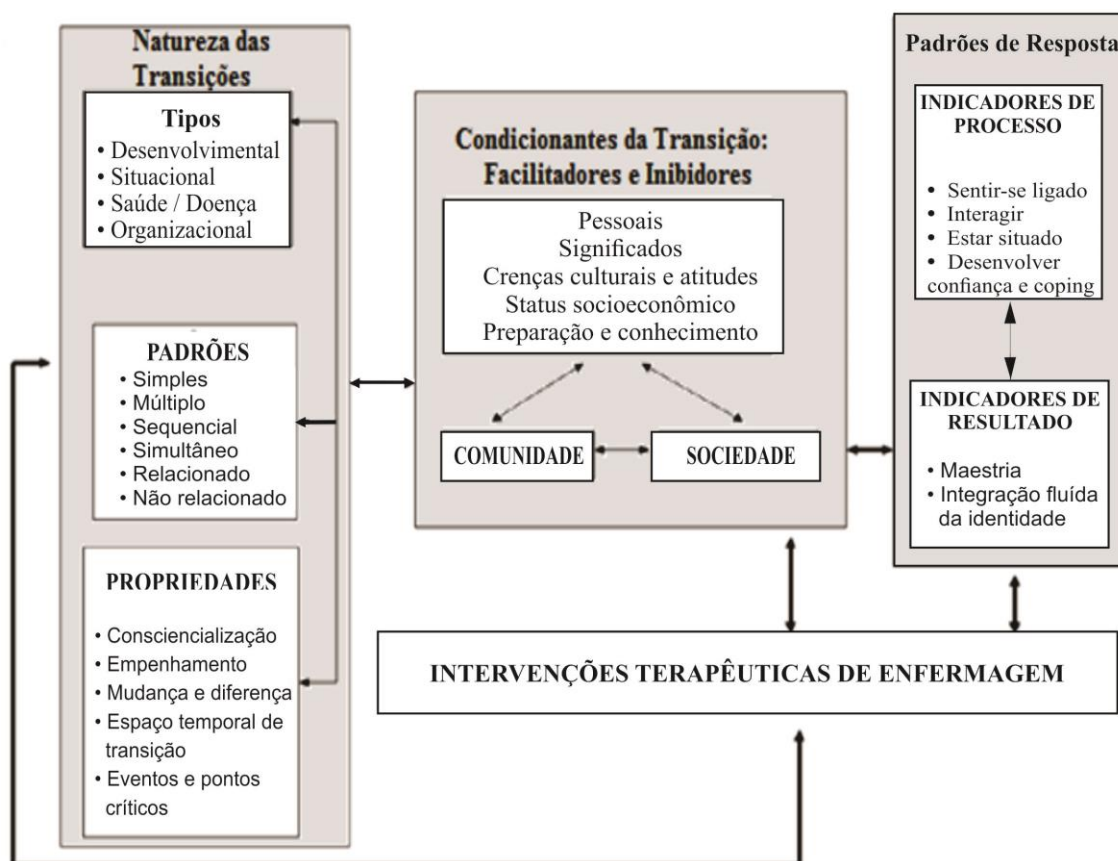 Natureza das
Transições
Tipos
• Desenvolvimental
• Situacional
• Saúde / Doença
• Organizacional
PADRÕES
• Simples
• Múltiplo
• Sequencial
• Simultâneo
• Relacionado
• Não relacionado
PROPRIEDADES
• Consciencialização
• Empenhamento
• Mudança e diferença
• Espaço temporal de
transição
• Eventos e pontos
críticos
Condicionantes da Transição:
Facilitadores e Inibidores
Pessoais
Significados
Crenças culturais e atitudes
Status socioeconômico
Preparação e conhecimento
COMUNIDADE
SOCIEDADE
Padrões de Resposta
INDICADORES DE
PROCESSO
• Sentir-se ligado
• Interagir
• Estar situado
• Desenvolver
confiança e coping
INDICADORES DE
RESULTADO
• Maestria
• Integração fluída
da identidade
INTERVENÇÕES TERAPÊUTICAS DE ENFERMAGEM